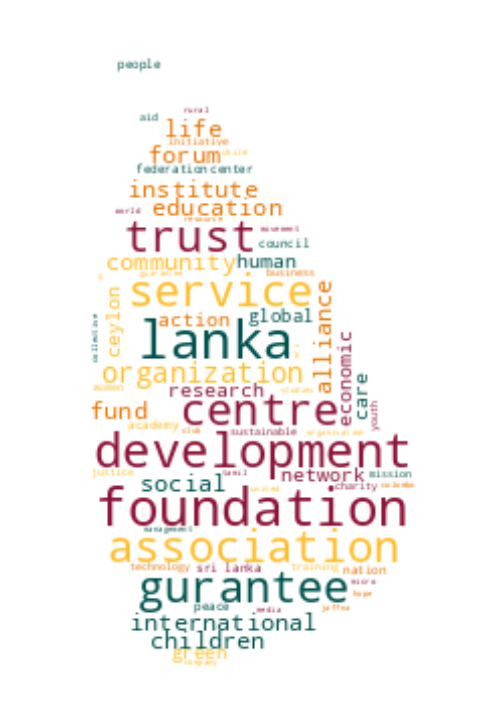 people
rural
aid
life
initiative
forum child
federation center
institute
world education
resource
trust movement
council
community human
guarantee business
service
ceylon
alliance
action global
collective
lanka
organization
economic
women research studies
care
fund centre
youth
academy club sustainable organisation
development
justice tamil network mission
social united charity colombo
foundation
management
association
technology sri lanka training nation
gurantee micro
hope
peace media jaffna
international
children
green
company